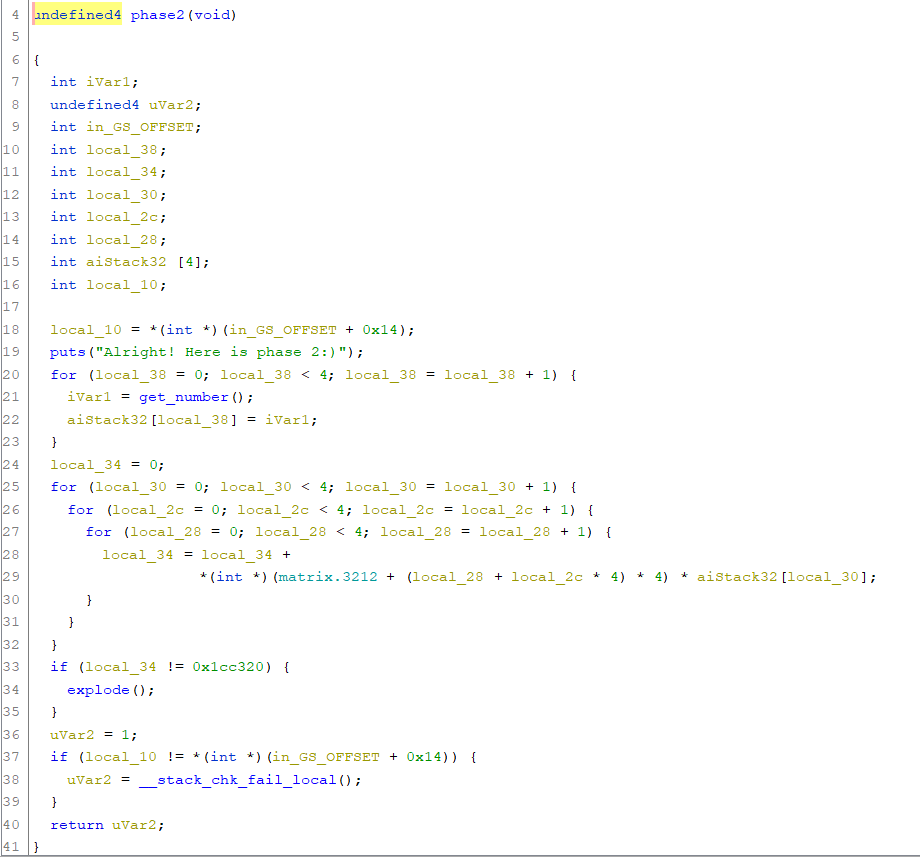 4 undefined4 phase2(void)
5
6 {
7   int iVar1;
8   undefined4 uVar2;
9   int in_GS_OFFSET;
10   int local_38;
11   int local_34;
12   int local_30;
13   int local_2c;
14   int local_28;
15   int aiStack32 [4];
16   int local_10;
17
18   local_10 = *(int *)(in_GS_OFFSET + 0x14);
19   puts("Alright! Here is phase 2:)");
20   for (local_38 = 0; local_38 < 4; local_38 = local_38 + 1) {
21     iVar1 = get_number();
22     aiStack32[local_38] = iVar1;
23   }
24   local_34 = 0;
25   for (local_30 = 0; local_30 < 4; local_30 = local_30 + 1) {
26     for (local_2c = 0; local_2c < 4; local_2c = local_2c + 1) {
27       for (local_28 = 0; local_28 < 4; local_28 = local_28 + 1) {
28         local_34 = local_34 +
29                    *(int *)(matrix.3212 + (local_28 + local_2c * 4) * 4) * aiStack32[local_30];
30       }
31     }
32   }
33   if (local_34 != 0x1cc320) {
34     explode();
35   }
36   uVar2 = 1;
37   if (local_10 != *(int *)(in_GS_OFFSET + 0x14)) {
38     uVar2 = __stack_chk_fail_local();
39   }
40   return uVar2;
41 }